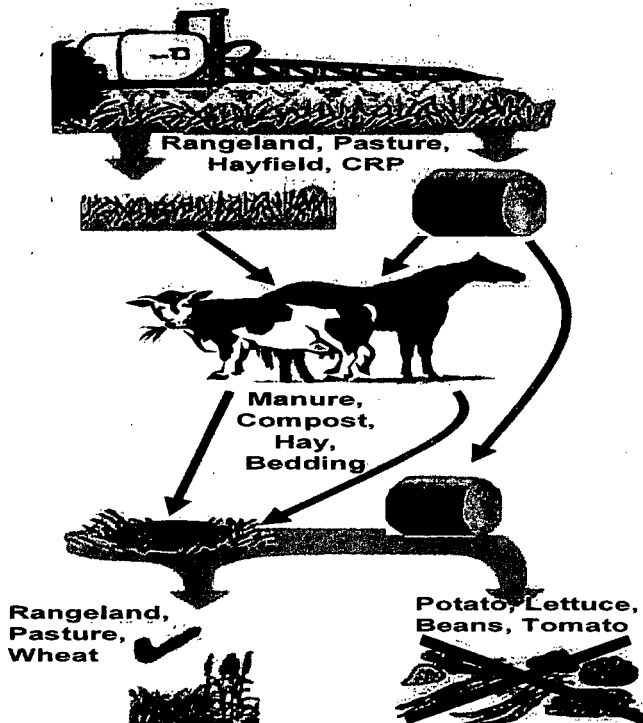 Rangeland, Pasture,
Hayfield, CRP
Manure,
Compost,
Hay,
Bedding
Rangeland,
Pasture,
Wheat
Potato, Lettuce,
Beans, Tomato